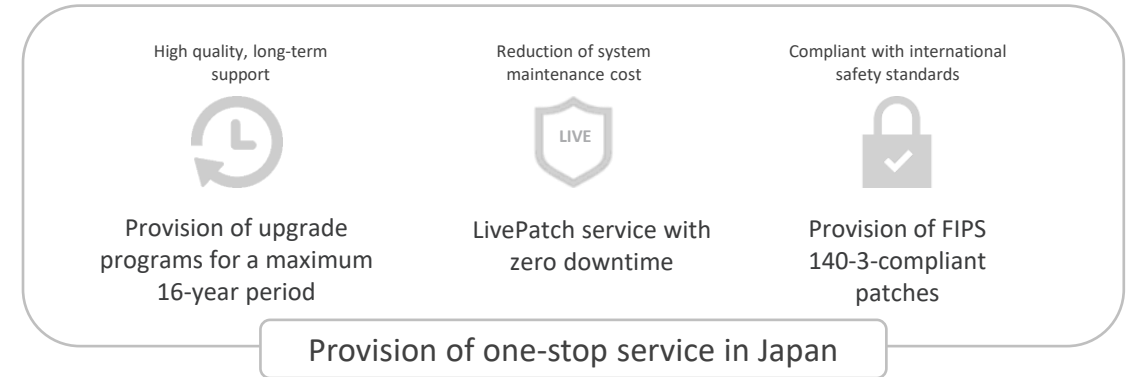 High quality, long-term
support
Provision of upgrade
programs for a maximum
16-year period
Reduction of system
maintenance cost
LIVE
LivePatch service with
zero downtime
Compliant with international
safety standards
Provision of FIPS
140-3-compliant
patches
Provision of one-stop service in Japan